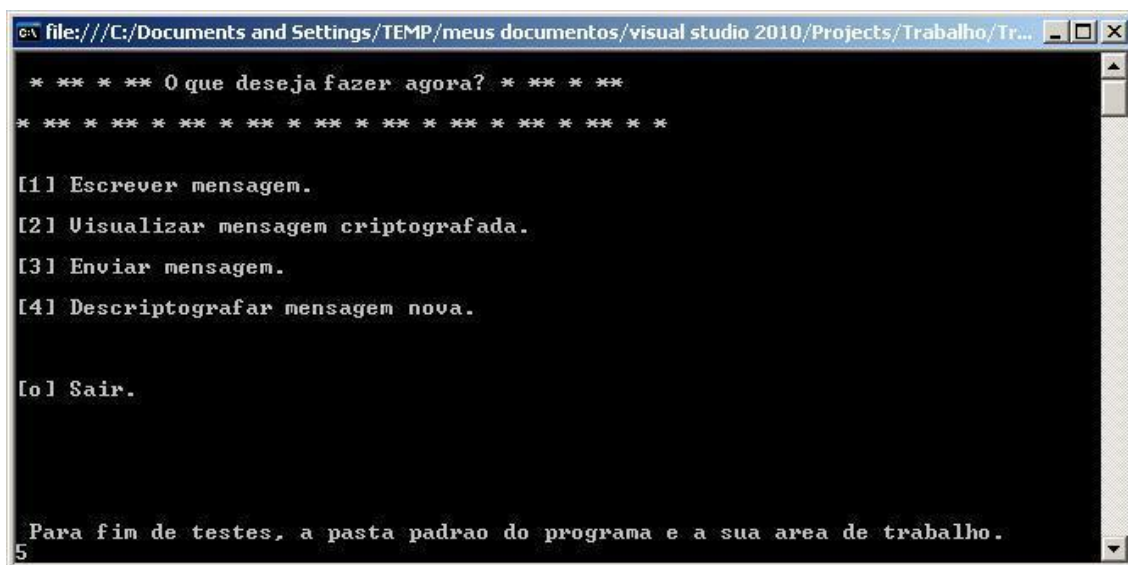 file:///C:/Documents and Settings/TEMP/meus documentos/visual studio 2010/Projects/Trabalho/Tr...
* ** * ** O que deseja fazer agora? * ** * **
* ** * ** * ** * ** * ** * ** * ** * ** * ** * *
[1] Escrever mensagem.
[2] Visualizar mensagem criptografada.
[3] Enviar mensagem.
[4] Descriptografar mensagem nova.
[o] Sair.
Para fim de testes, a pasta padrao do programa e a sua area de trabalho.
5